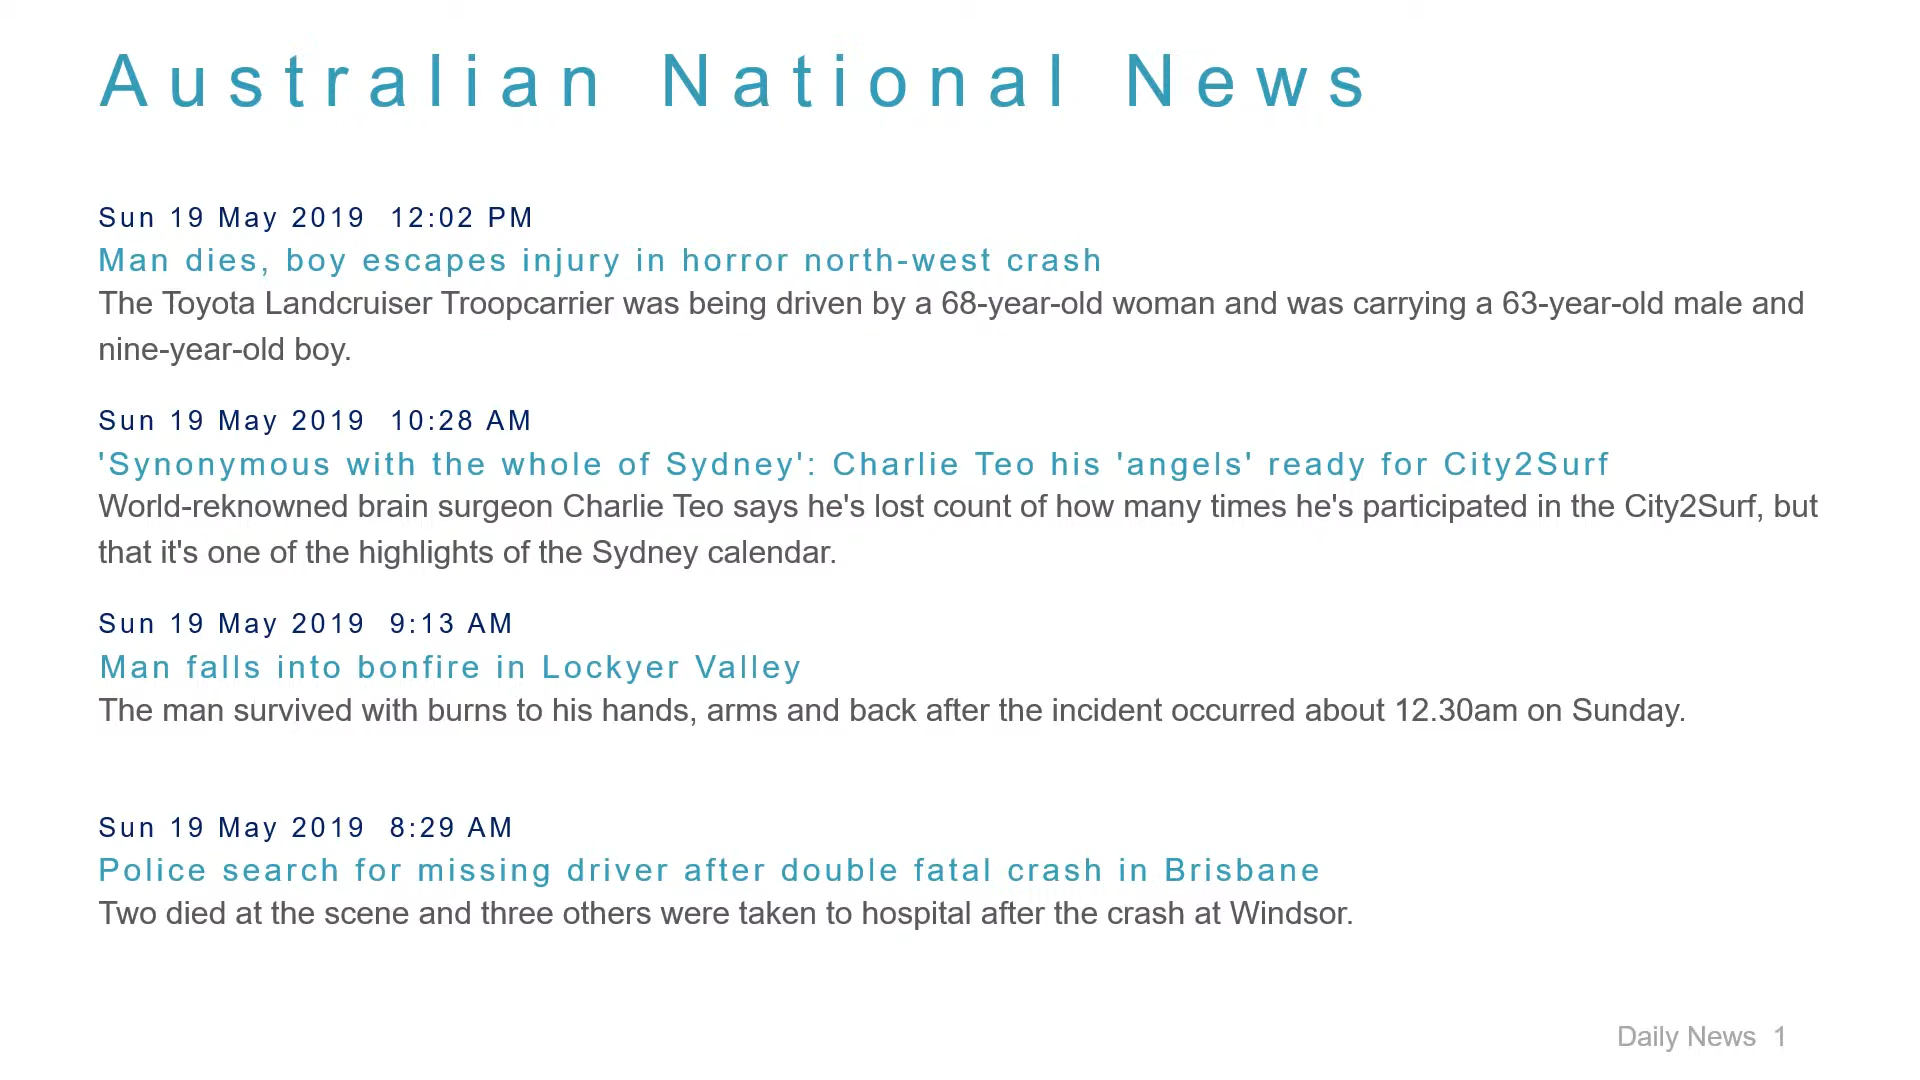 Australian National News
Sun 19 May 2019  12:02 PM
Man dies, boy escapes injury in horror north-west crash
The Toyota Landcruiser Troopcarrier was being driven by a 68-year-old woman and was carrying a 63-year-old male and
nine-year-old boy.
Sun 19 May 2019  10:28 AM
'Synonymous with the whole of Sydney': Charlie Teo his 'angels' ready for City2Surf
World-reknowned brain surgeon Charlie Teo says he's lost count of how many times he's participated in the City2Surf, but
that it's one of the highlights of the Sydney calendar.
Sun 19 May 2019  9:13 AM
Man falls into bonfire in Lockyer Valley
The man survived with burns to his hands, arms and back after the incident occurred about 12.30am on Sunday.
Sun 19 May 2019  8:29 AM
Police search for missing driver after double fatal crash in Brisbane
Two died at the scene and three others were taken to hospital after the crash at Windsor.
Daily News  1